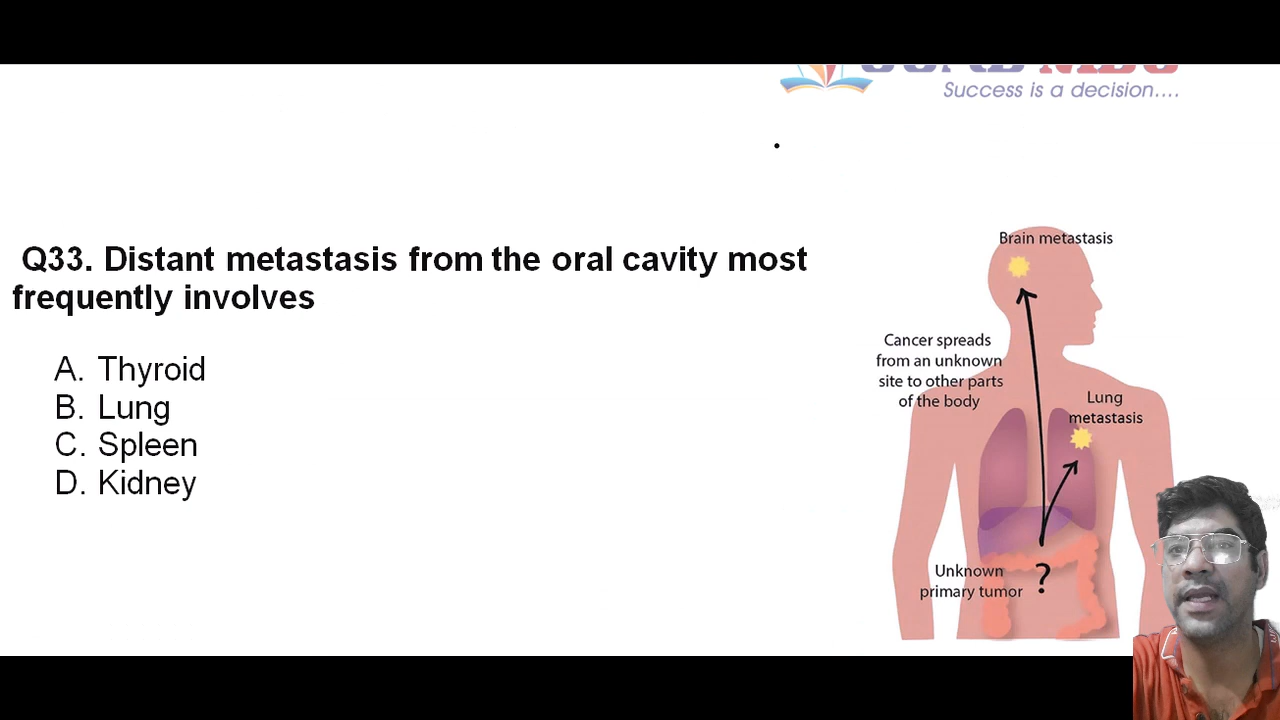 Success is a decision....
Q33. Distant metastasis from the oral cavity most
frequently involves
A. Thyroid
B. Lung
C. Spleen
D. Kidney
Brain metastasis
Cancer spreads
from an unknown
site to other parts
of the body
Lung
metastasis
Unknown
primary tumor
?